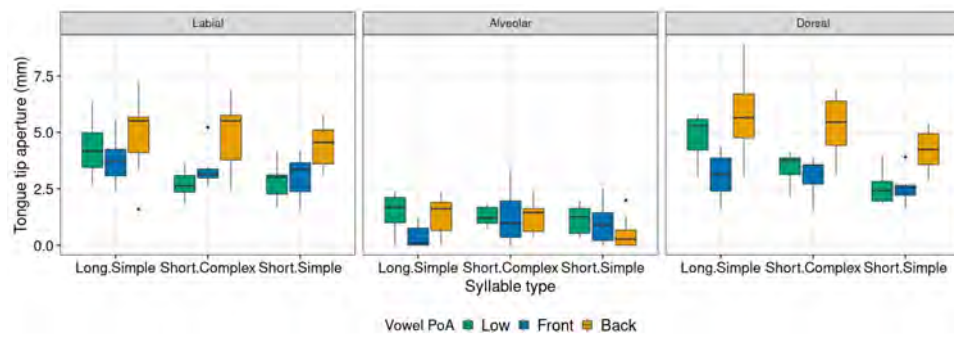 Labial Alveolar Dorsal
Tongue tip aperture (mm)
7.5
5.0
2.5
0.0
Long.Simple Short.Complex Short.Simple Long.Simple Short.Complex Short.Simple Long.Simple Short.Complex Short.Simple
Syllable type
Vowel PoA Low Front Back